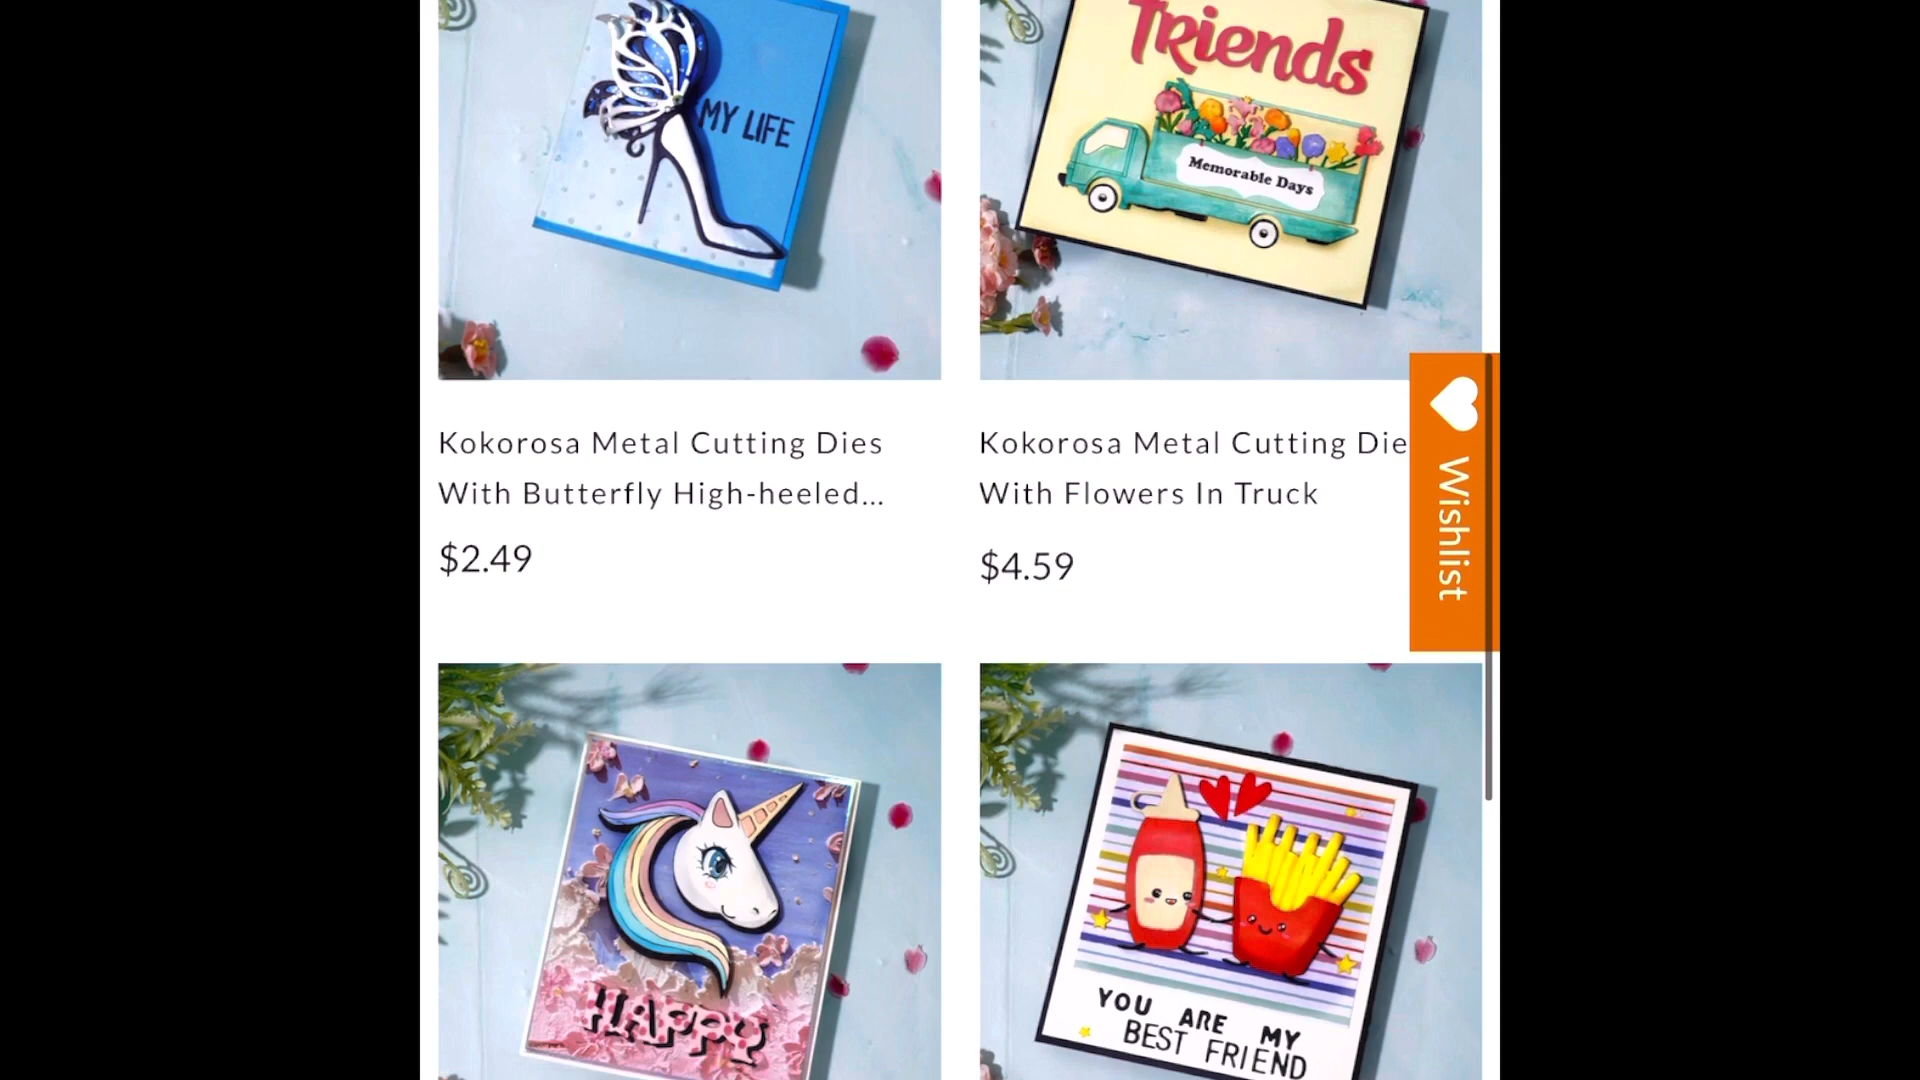 MY LIFE
Friends
Memorable Days
Kokorosa Metal Cutting Dies
With Butterfly High-heeled...
$2.49
Kokorosa Metal Cutting Die
With Flowers In Truck
$4.59
Wishlist
HAPPY
YOU ARE MY
BEST FRIEND